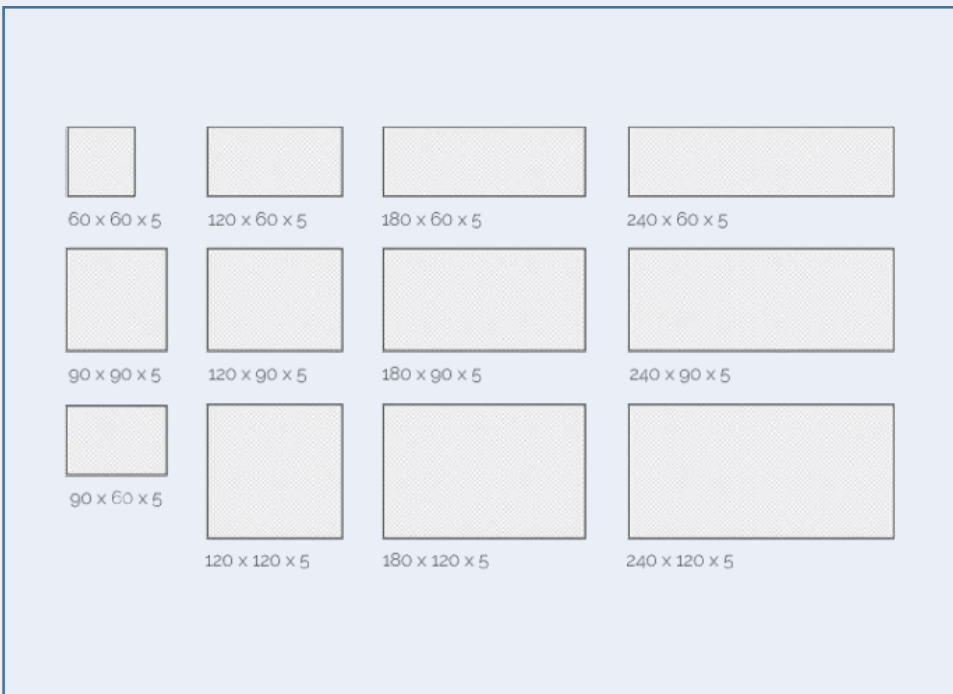 60 x 60 x 5
120 x 60 x 5
180 x 60 x 5
240 x 60 x 5
90 x 90 x 5
120 x 90 x 5
180 x 90 x 5
240 x 90 x 5
90 x 60 x 5
120 x 120 x 5
180 x 120 x 5
240 x 120 x 5